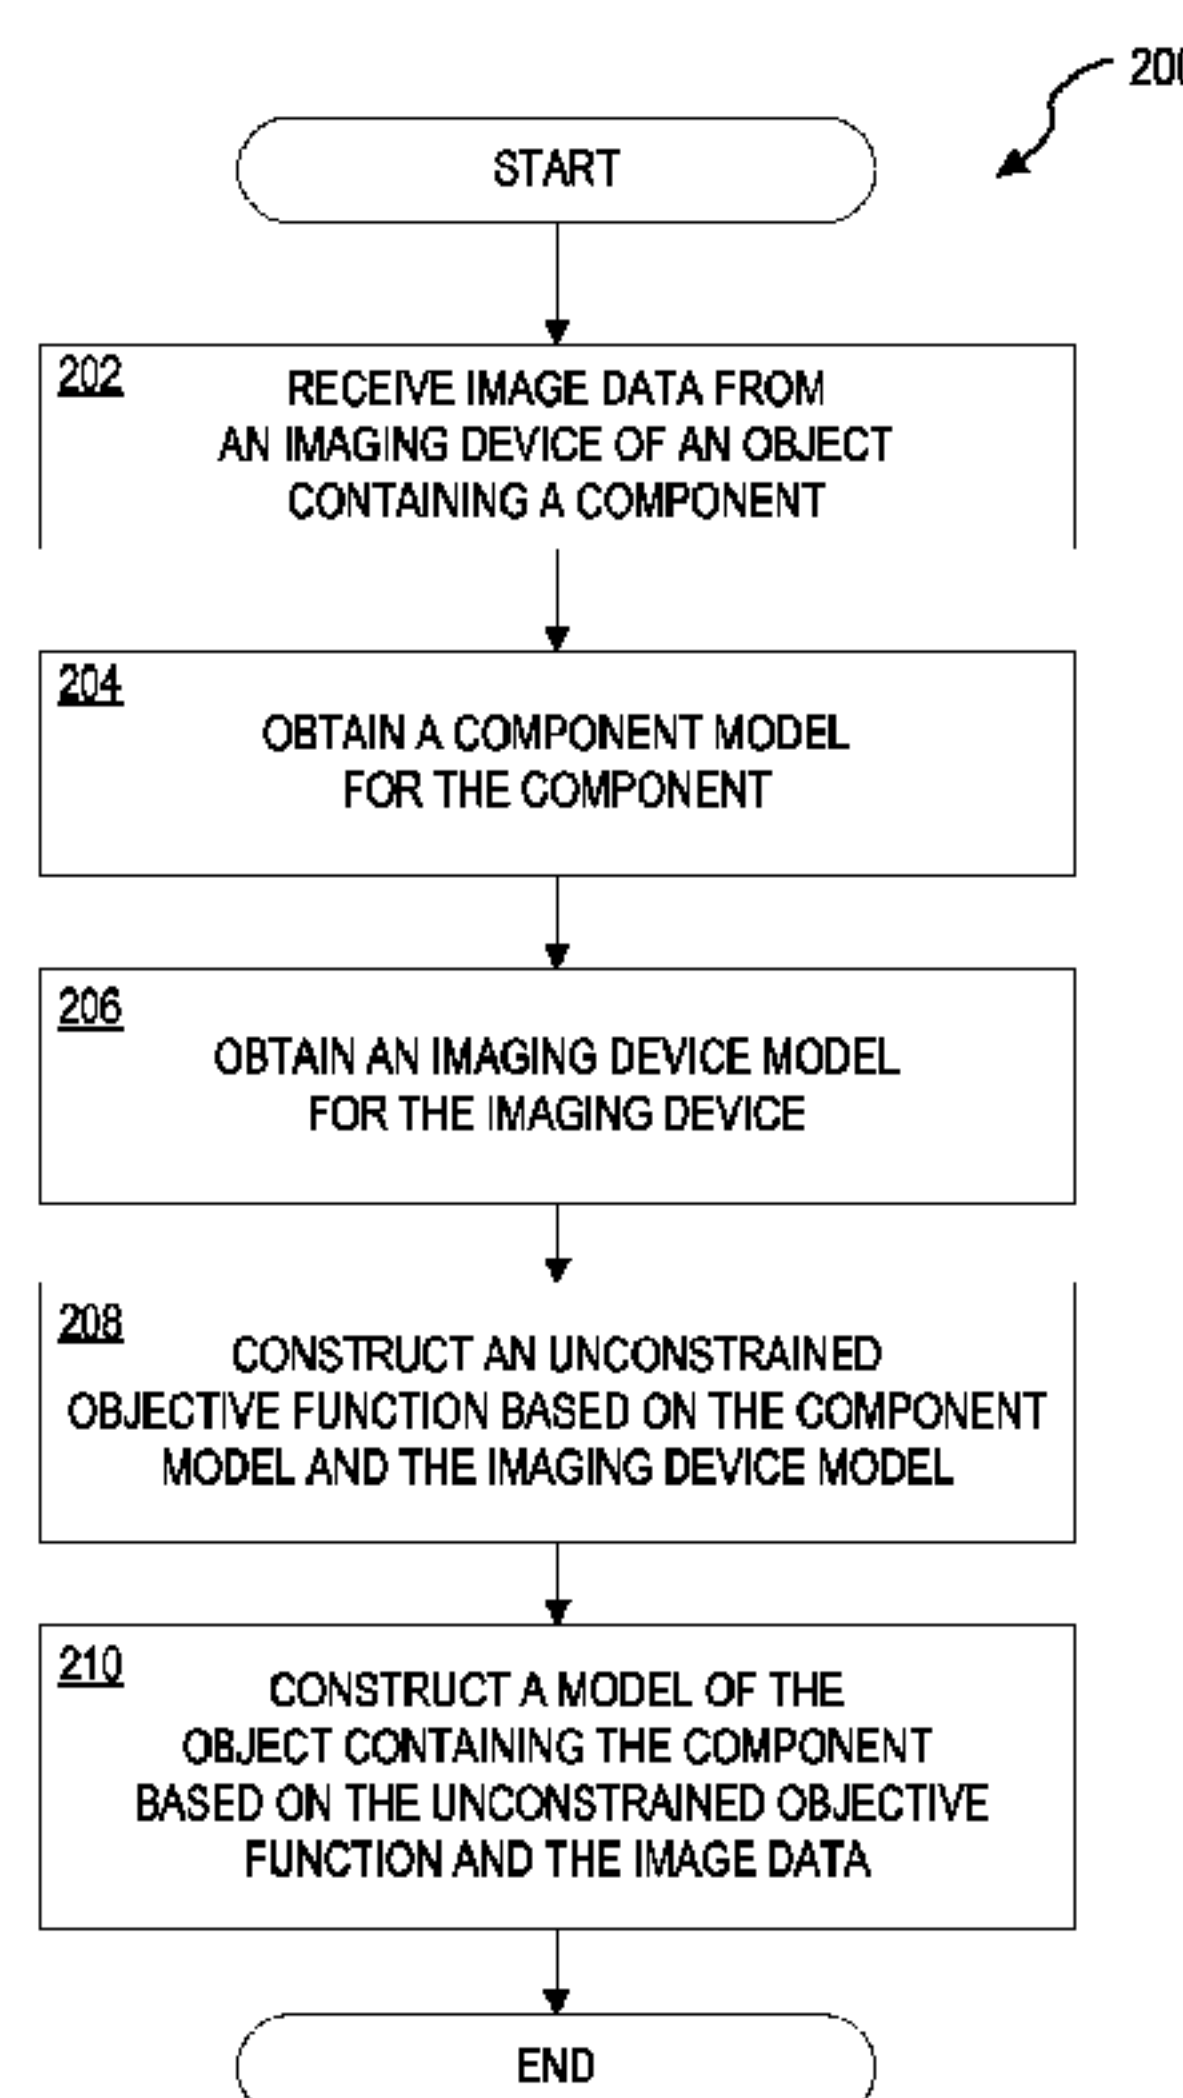 200
START
202
RECEIVE IMAGE DATA FROM
AN IMAGING DEVICE OF AN OBJECT
CONTAINING A COMPONENT
204
OBTAIN A COMPONENT MODEL
FOR THE COMPONENT
206
OBTAIN AN IMAGING DEVICE MODEL
FOR THE IMAGING DEVICE
208
CONSTRUCT AN UNCONSTRAINED
OBJECTIVE FUNCTION BASED ON THE COMPONENT
MODEL AND THE IMAGING DEVICE MODEL
210
CONSTRUCT A MODEL OF THE
OBJECT CONTAINING THE COMPONENT
BASED ON THE UNCONSTRAINED OBJECTIVE
FUNCTION AND THE IMAGE DATA
END